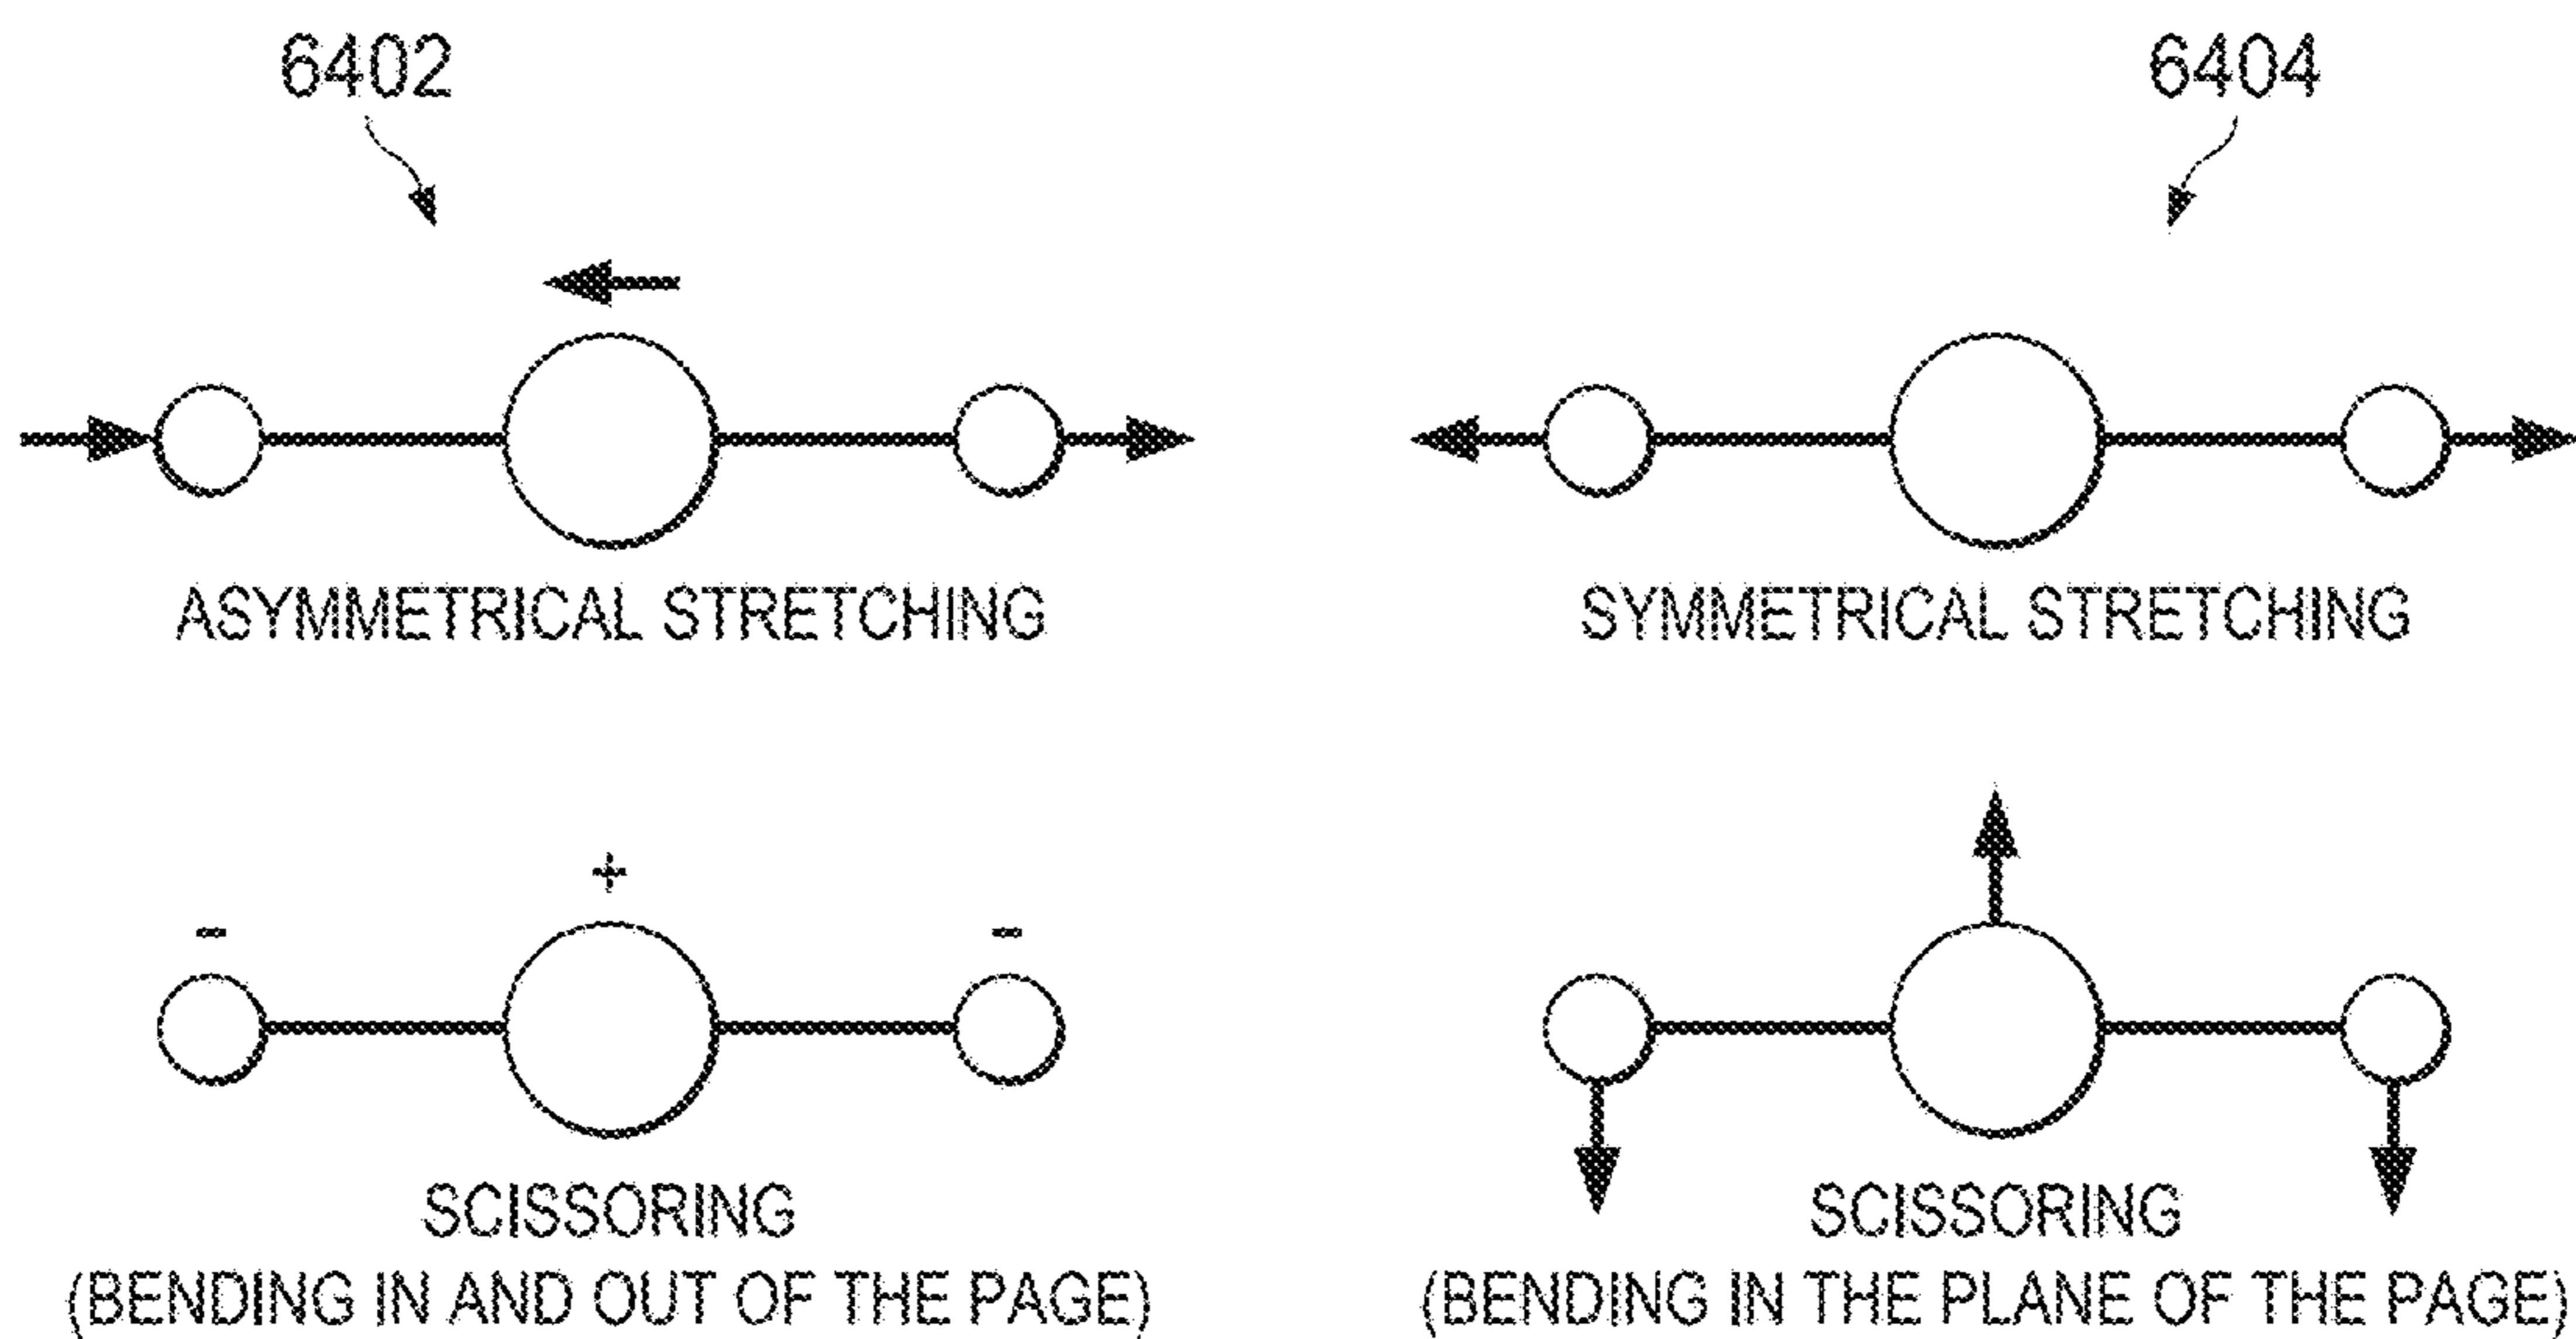 6402
6404
ASYMMETRICAL STRETCHING
SYMMETRICAL STRETCHING
+
- -
SCISSORING
(BENDING IN AND OUT OF THE PAGE)
SCISSORING
(BENDING IN THE PLANE OF THE PAGE)